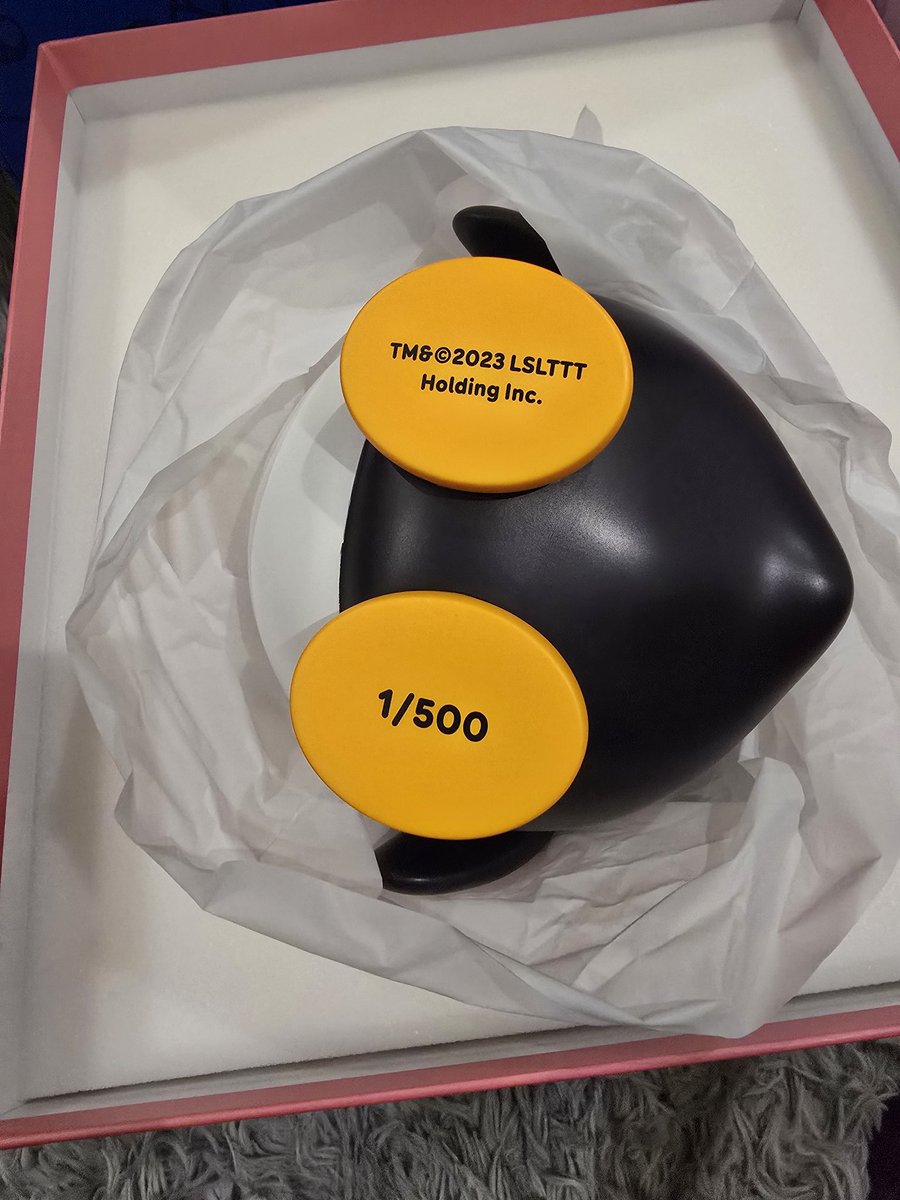 TM&©2023 LSLTTT
Holding Inc.
1/500